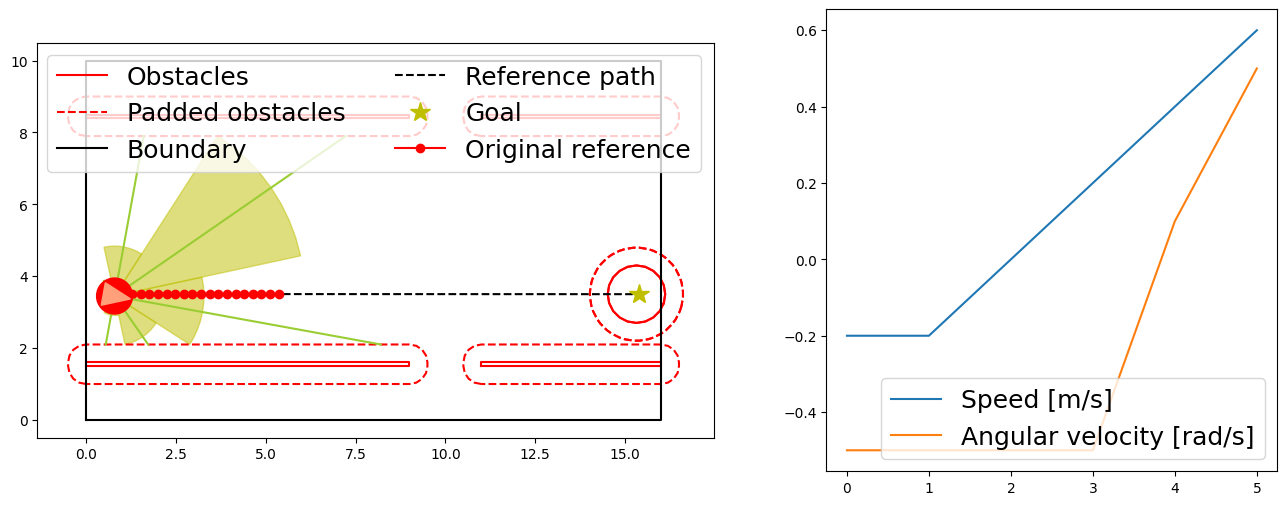 Obstacles
Padded obstacles
Boundary
Reference path
Goal
Original reference
10
8
6
4
2
0
0.0 2.5 5.0 7.5 10.0 12.5 15.0
0.6
0.4
0.2
0.0
−0.2
−0.4
Speed [m/s]
Angular velocity [rad/s]
0 1 2 3 4 5